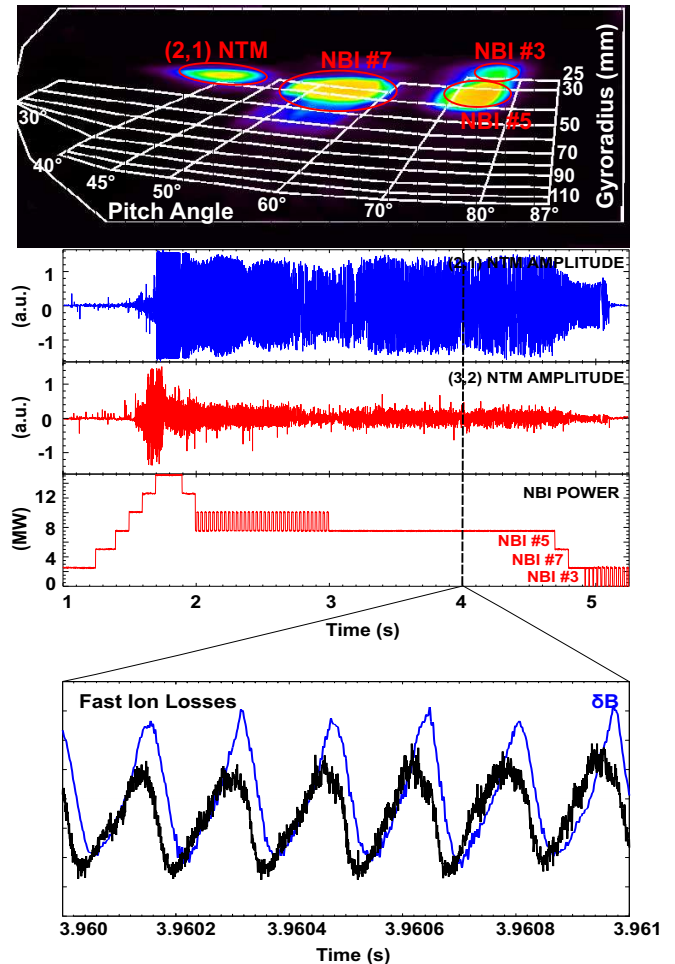 (2,1) NTM
NBI #7
NBI #3
NBI #5
Gyroradius (mm)
25
30
50
70
90
110
30°
40°
45°
50°
60°
70°
80°
87°
Pitch Angle
(2,1) NTM AMPLITUDE
(a.u.)
1
0
-1
(3,2) NTM AMPLITUDE
(a.u.)
1
0
-1
NBI POWER
(MW)
12
8
4
0
NBI #5
NBI #7
NBI #3
1 2 3 4 5
Time (s)
Fast Ion Losses δB
3.960 3.9602 3.9604 3.9606 3.9608 3.961
Time (s)